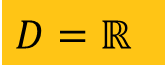 D = ℝ